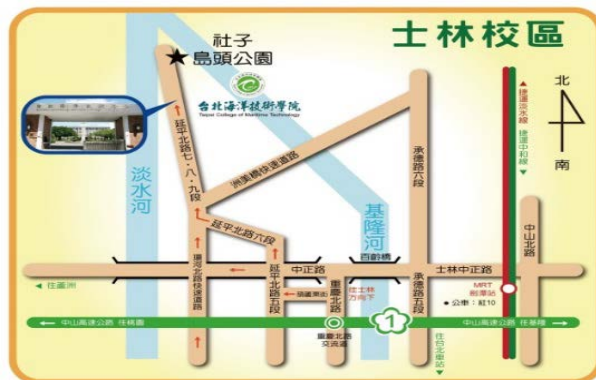 士林校區
社子
島頭公園
台北海洋技術學院
Taipei College of Maritime Technology
北
南
捷運淡水線
捷運中和線
延平北路七、八、九段
洲美橋快速道路
承德路六段
淡水河
基隆河
延平北路六段
百齡橋
中山北路
中正路
士林中正路
往蘆洲
環河北路快速道路
延平北路五段
葫蘆東街
重慶北路
往士林
方向下
承德路五段
MRT
劍潭站
公車：紅10
中山高速公路 往桃園
1
中山高速公路 往基隆
重慶北路
交流道
往台北車站